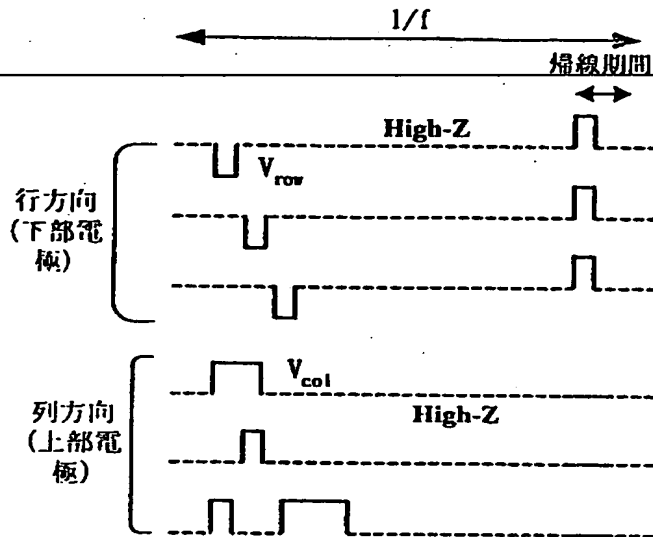 1/f
帰線期間
High-Z
V_row
行方向
(下部電
極)
V_col
High-Z
列方向
(上部電
極)